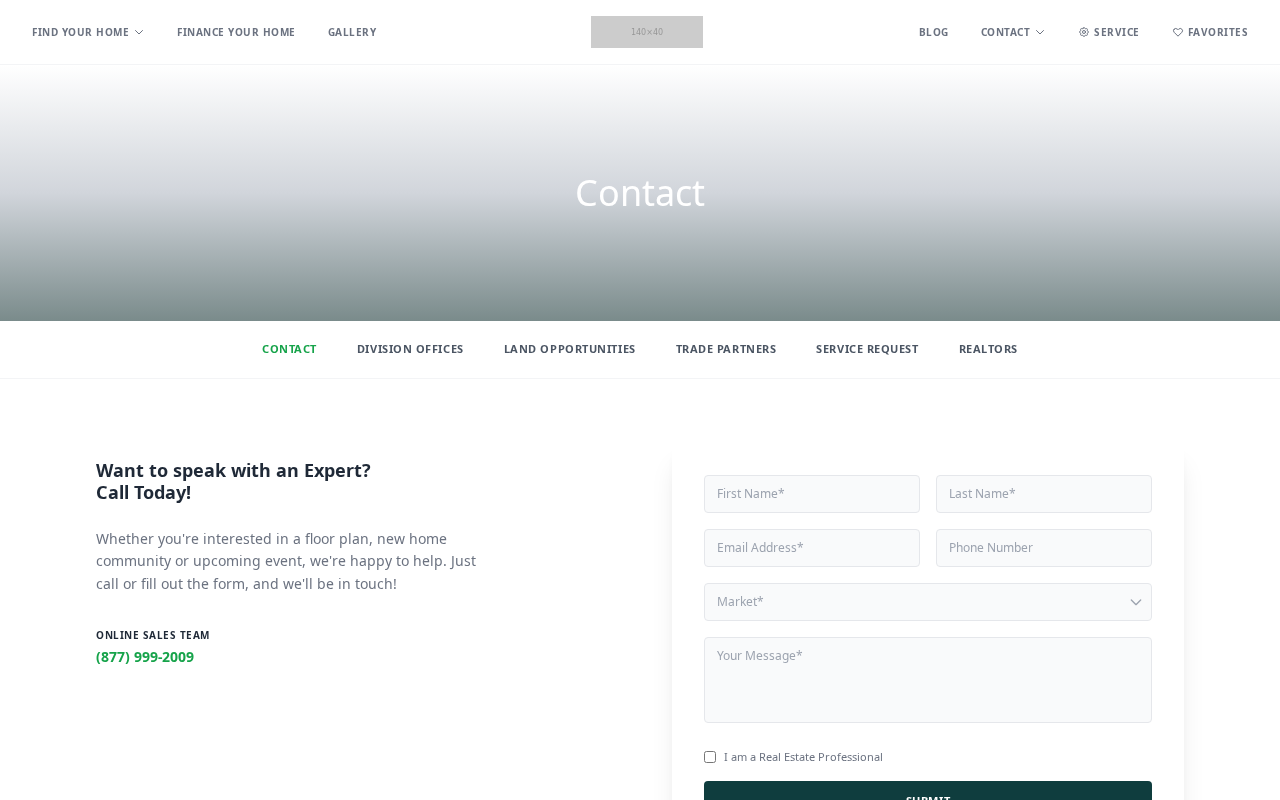 FIND YOUR HOME
FINANCE YOUR HOME
GALLERY
140×40
BLOG
CONTACT
SERVICE
FAVORITES
Contact
CONTACT
DIVISION OFFICES
LAND OPPORTUNITIES
TRADE PARTNERS
SERVICE REQUEST
REALTORS
Want to speak with an Expert?
Call Today!
Whether you're interested in a floor plan, new home
community or upcoming event, we're happy to help. Just
call or fill out the form, and we'll be in touch!
ONLINE SALES TEAM
(877) 999-2009
First Name*
Last Name*
Email Address*
Phone Number
Market*
Your Message*
I am a Real Estate Professional
SUBMIT